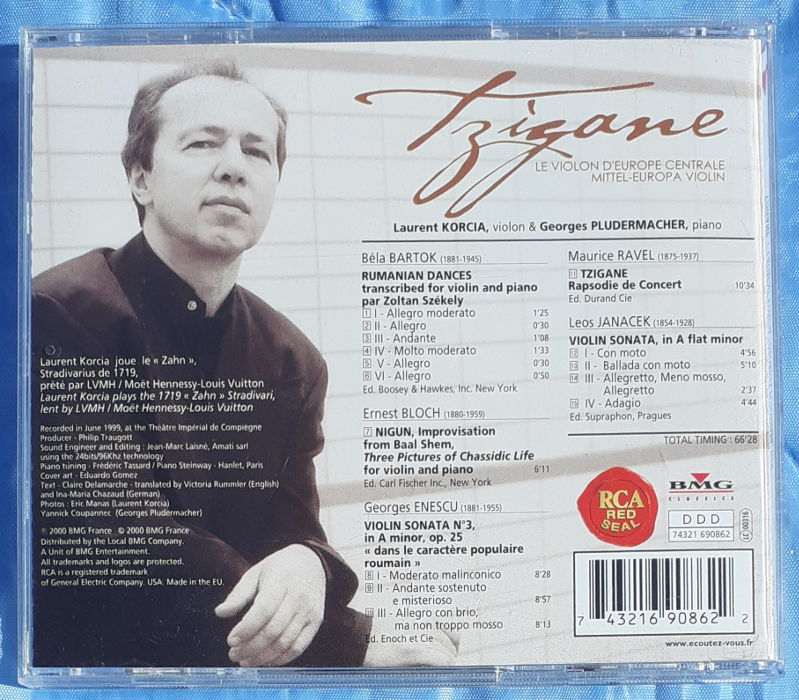 Tzigane
LE VIOLON D'EUROPE CENTRALE
MITTEL-EUROPA VIOLIN
Laurent KORCIA, violon & Georges PLUDERMACHER, piano
Béla BARTOK (1881-1945)
RUMANIAN DANCES
transcribed for violin and piano
par Zoltan Székely
1 I - Allegro moderato 1'25
2 II - Allegro 0'30
3 III - Andante 1'08
4 IV - Molto moderato 1'33
5 V - Allegro 0'30
6 VI - Allegro 0'50
Ed. Boosey & Hawkes, Inc. New York
Ernest BLOCH (1880-1959)
7 NIGUN, Improvisation
from Baal Shem,
Three Pictures of Chassidic Life
for violin and piano 6'11
Ed. Carl Fischer Inc., New York
Georges ENESCU (1881-1955)
VIOLIN SONATA N°3,
in A minor, op. 25
« dans le caractère populaire
roumain »
8 I - Moderato malinconico 8'28
9 II - Andante sostenuto
e misterioso 8'57
10 III - Allegro con brio,
ma non troppo mosso 8'13
Ed. Enoch et Cie
Maurice RAVEL (1875-1937)
11 TZIGANE
Rapsodie de Concert 10'34
Ed. Durand Cie
Leos JANACEK (1854-1928)
VIOLIN SONATA, in A flat minor
12 I - Con moto 4'56
13 II - Ballada con moto 5'10
14 III - Allegretto, Meno mosso,
Allegretto 2'37
15 IV - Adagio 4'44
Ed. Supraphon, Pragues
TOTAL TIMING : 66'28
Laurent Korcia joue le « Zahn »,
Stradivarius de 1719,
prêté par LVMH / Moët Hennessy-Louis Vuitton
Laurent Korcia plays the 1719 « Zahn » Stradivari,
lent by LVMH / Moët Hennessy-Louis Vuitton
Recorded in June 1999, at the Théâtre Impérial de Compiègne
Producer - Philip Traugott
Sound Engineer and Editing : Jean-Marc Laisné, Amati sarl
using the 24bits/96Khz technology
Piano tuning - Frédéric Tassard / Piano Steinway - Hanlet, Paris
Cover art - Eduardo Gomez
Text - Claire Delamarche - translated by Victoria Rummler (English)
and Ina-Maria Chazaud (German)
Photos : Eric Manas (Laurent Korcia)
Yannick Coupannec (Georges Pludermacher)
℗ 2000 BMG France © 2000 BMG France
Distributed by the Local BMG Company.
A Unit of BMG Entertainment.
All trademarks and logos are protected.
RCA is a registered trademark
of General Electric Company. USA. Made in the EU.
RCA
RED
SEAL
BMG
CLASSICS
D D D
74321 690862
LC 00316
7 43216 90862 2
www.ecoutez-vous.fr